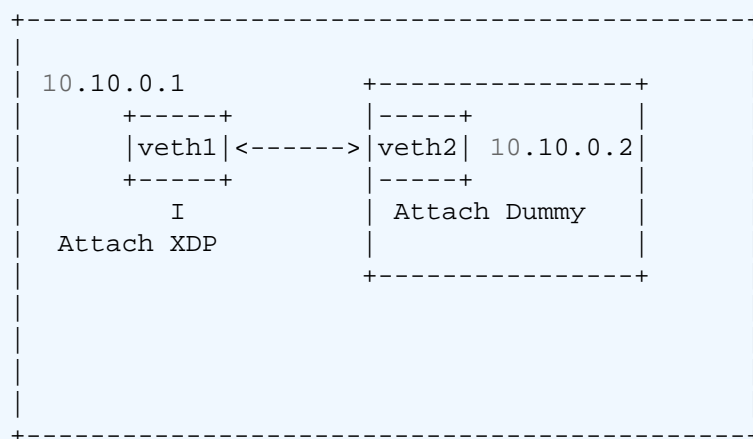 +---------------------------------------------
|
| 10.10.0.1           +----------------+
|      +-----+        |-----+          |
|      |veth1|<------>|veth2| 10.10.0.2|
|      +-----+        |-----+          |
|         I           | Attach Dummy   |
|  Attach XDP         |                |
|                     +----------------+
|
|
|
|
+---------------------------------------------